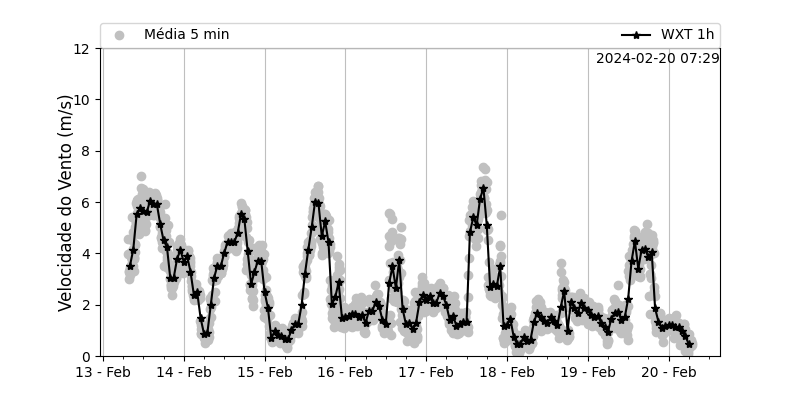 Média 5 min
WXT 1h
2024-02-20 07:29
Velocidade do Vento (m/s)
12
10
8
6
4
2
0
13 - Feb
14 - Feb
15 - Feb
16 - Feb
17 - Feb
18 - Feb
19 - Feb
20 - Feb